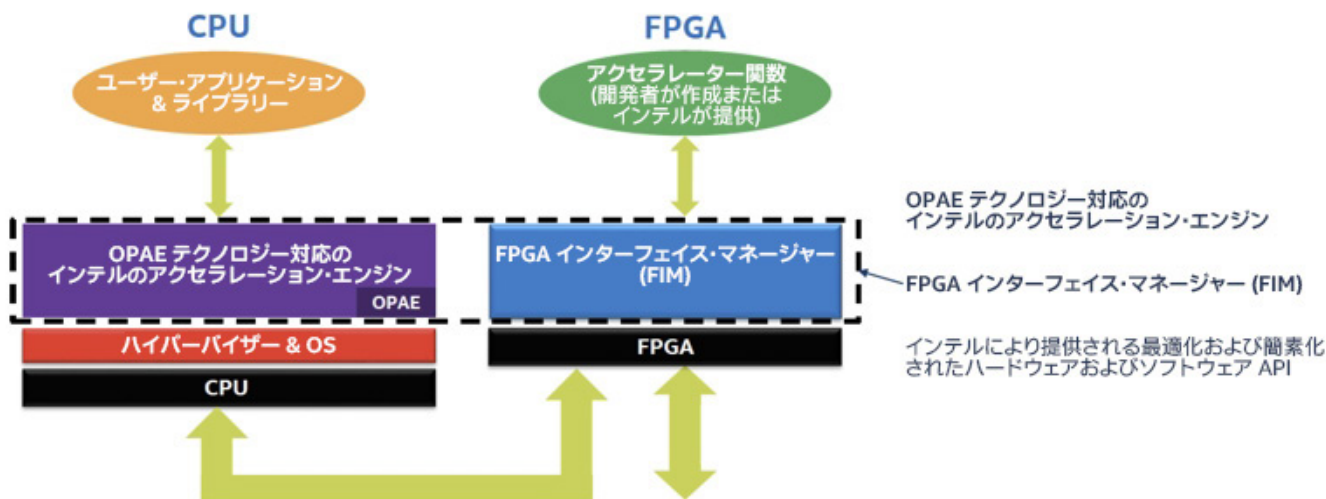 CPU
ユーザー・アプリケーション
& ライブラリー
OPAE テクノロジー対応の
インテルのアクセラレーション・エンジン
OPAE
ハイパーバイザー & OS
CPU
FPGA
アクセラレーター関数
(開発者が作成または
インテルが提供)
FPGA インターフェイス・マネージャー
(FIM)
FPGA
OPAE テクノロジー対応の
インテルのアクセラレーション・エンジン
FPGA インターフェイス・マネージャー (FIM)
インテルにより提供される最適化および簡素化
されたハードウェアおよびソフトウェア API